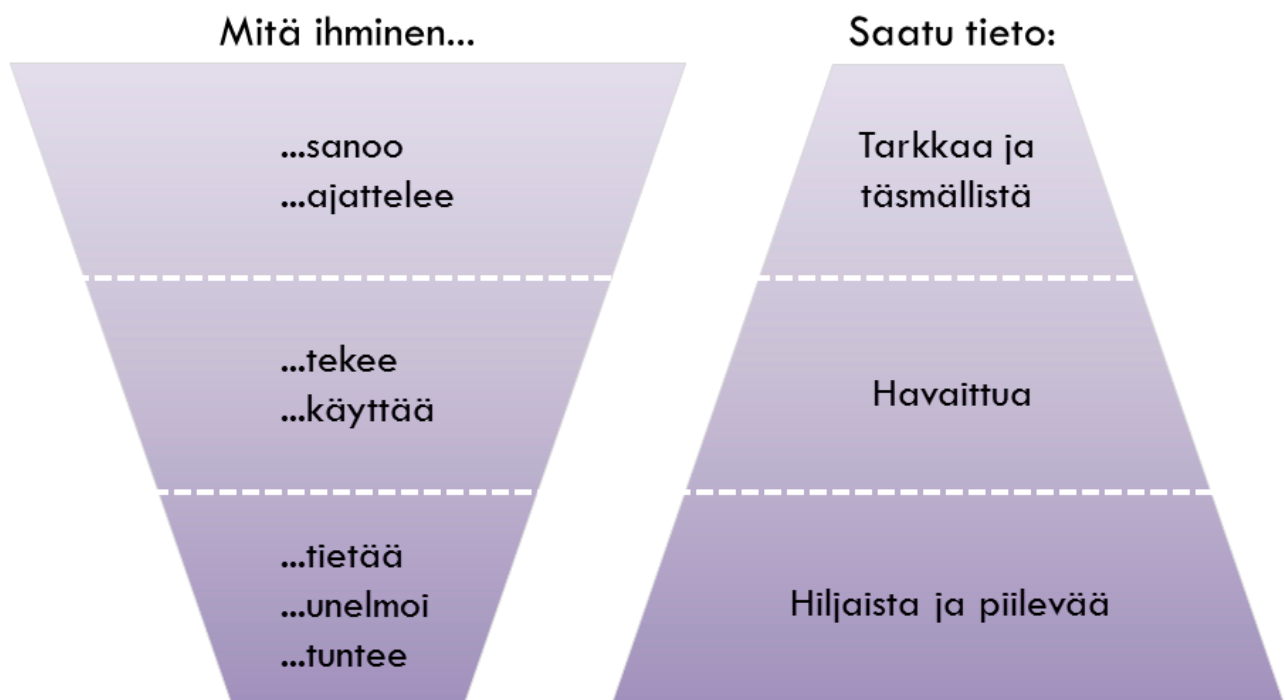 Mitä ihminen...
...sanoo
...ajattelee
...tekee
...käyttää
...tietää
...unelmoi
...tuntee
Saatu tieto:
Tarkkaa ja
täsmällistä
Havaittua
Hiljaista ja piilevää